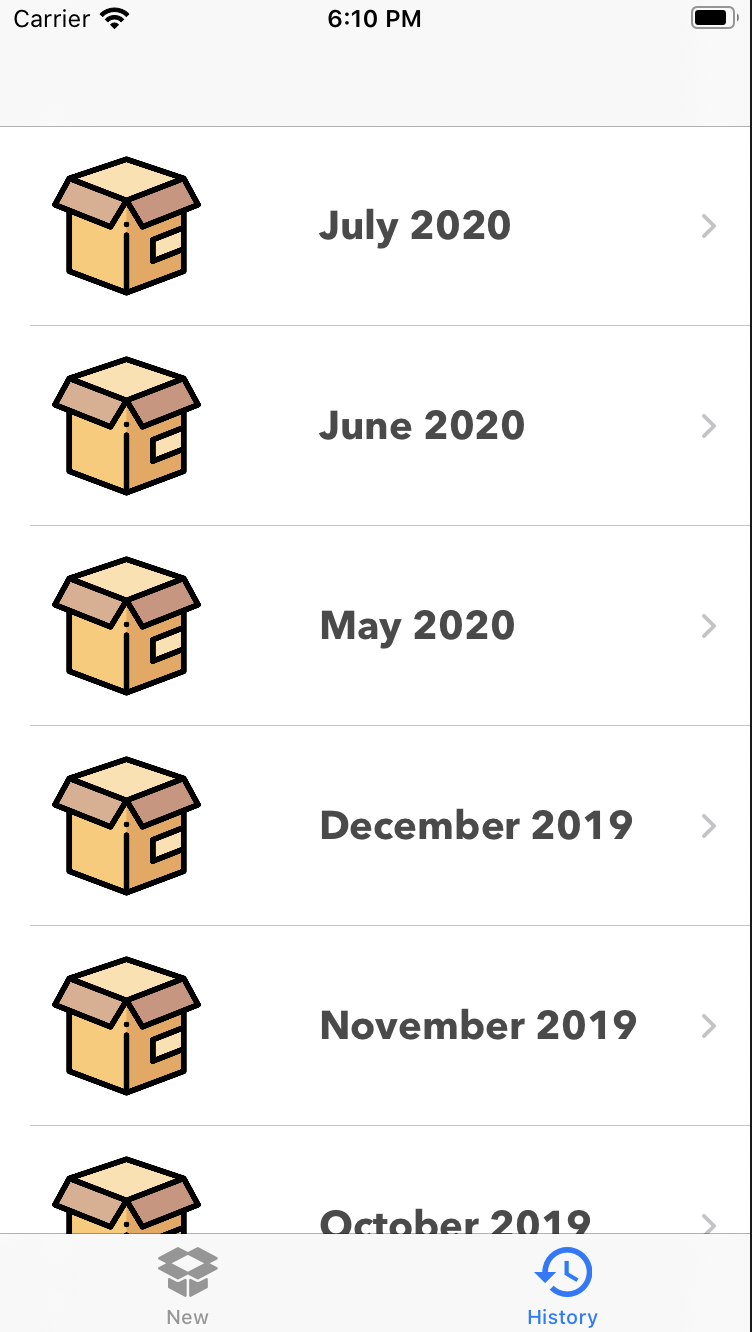 Carrier 6:10 PM
July 2020
June 2020
May 2020
December 2019
November 2019
October 2019
New History